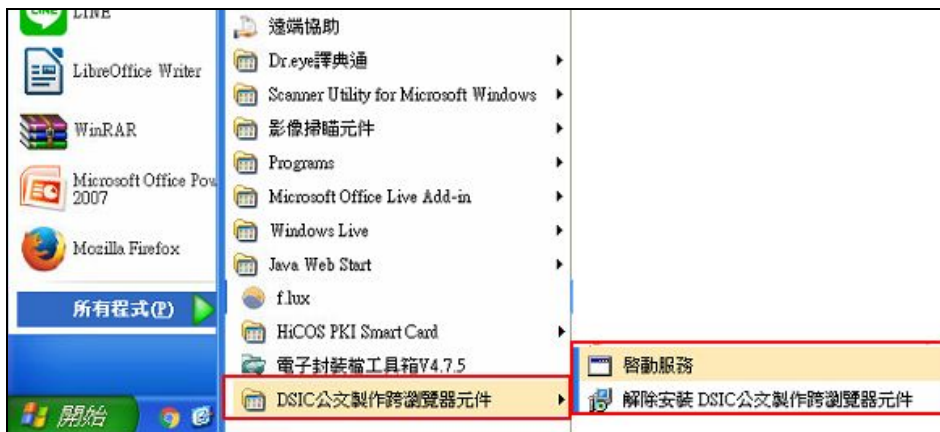 LINE
LibreOffice Writer
WinRAR
Microsoft Office Pow
2007
Mozilla Firefox
所有程式(P)
開始
遠端協助
Dr.eye譯典通
Scanner Utility for Microsoft Windows
影像掃瞄元件
Programs
Microsoft Office Live Add-in
Windows Live
Java Web Start
f.lux
HiCOS PKI Smart Card
電子封裝檔工具箱V4.7.5
DSIC公文製作跨瀏覽器元件
啟動服務
解除安裝 DSIC公文製作跨瀏覽器元件